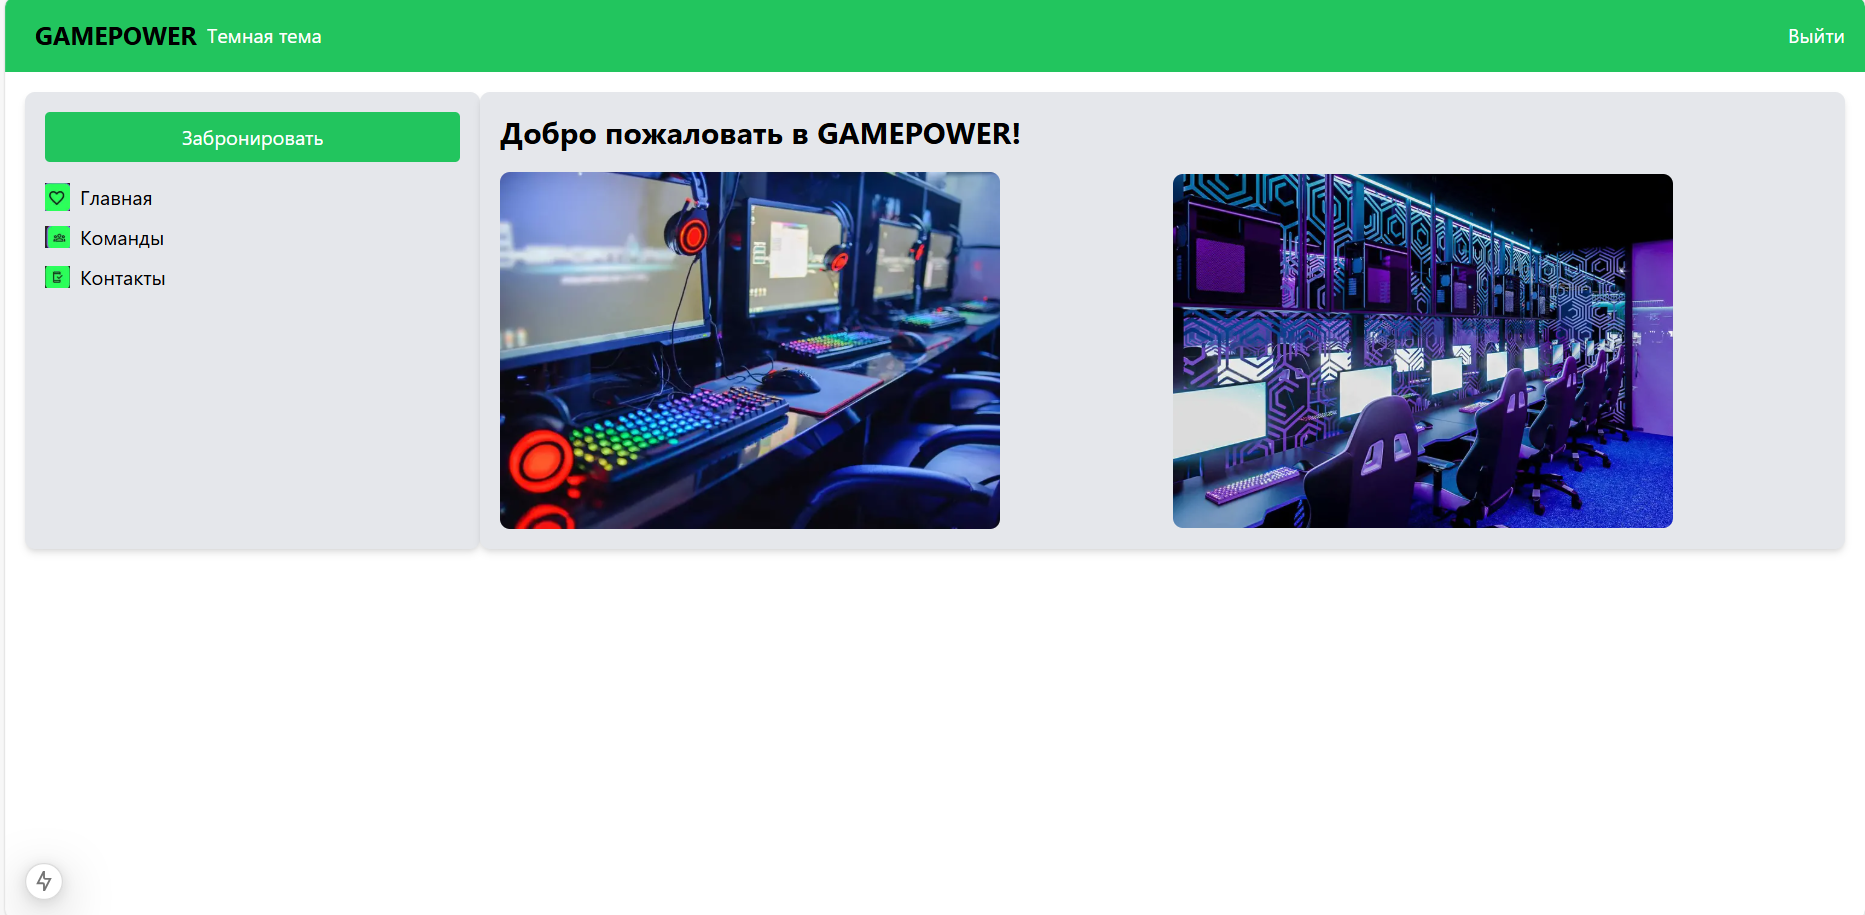 GAMEPOWER Темная тема
Выйти
Забронировать
Главная
Команды
Контакты
Добро пожаловать в GAMEPOWER!